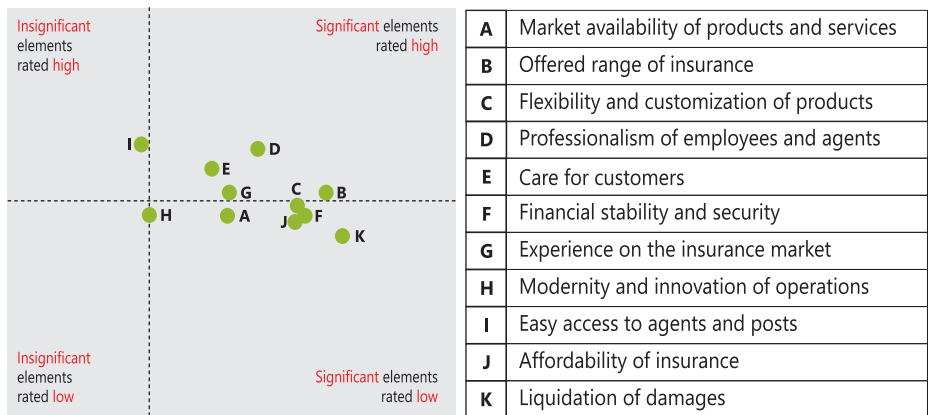 Insignificant
elements
rated high
Significant elements
rated high
I
D
E
G
C
B
H
A
J
F
K
Insignificant
elements
rated low
Significant elements
rated low
A Market availability of products and services
B Offered range of insurance
C Flexibility and customization of products
D Professionalism of employees and agents
E Care for customers
F Financial stability and security
G Experience on the insurance market
H Modernity and innovation of operations
I Easy access to agents and posts
J Affordability of insurance
K Liquidation of damages